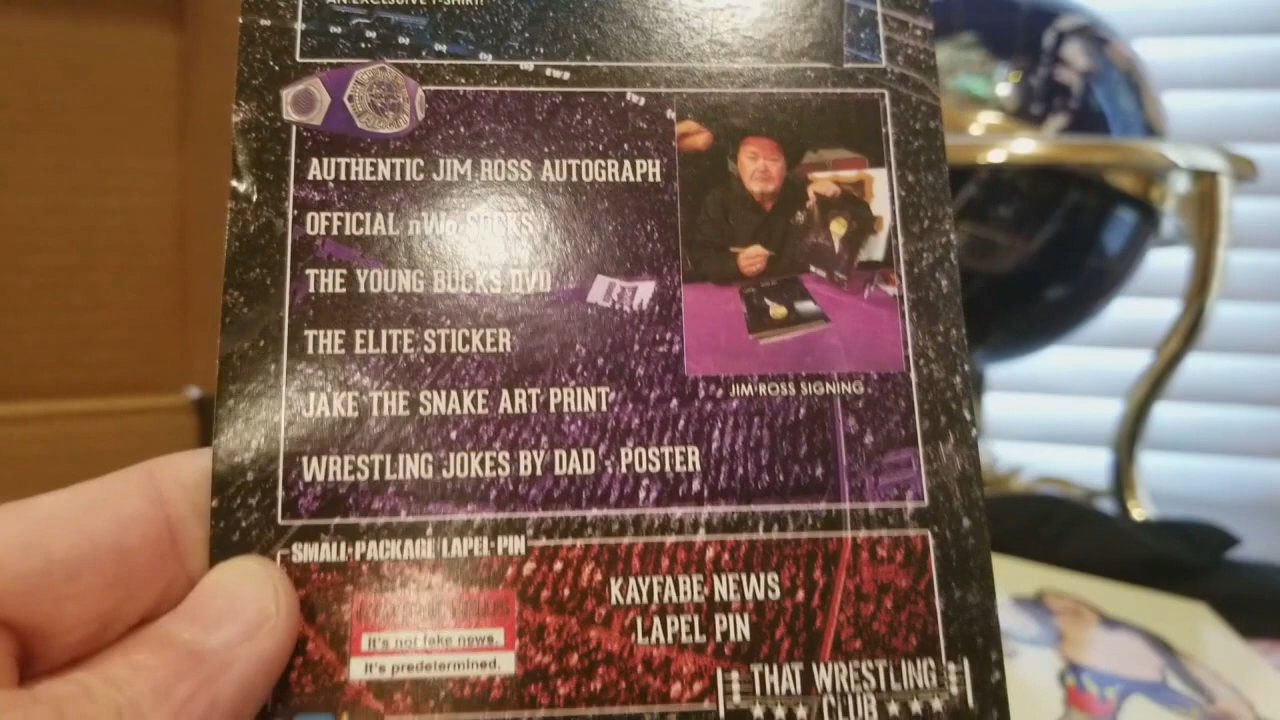 AN EXCLUSIVE T-SHIRT!
AUTHENTIC JIM ROSS AUTOGRAPH
OFFICIAL nWo SOCKS
THE YOUNG BUCKS DVD
THE ELITE STICKER
JAKE THE SNAKE ART PRINT
WRESTLING JOKES BY DAD - POSTER
JIM ROSS SIGNING
SMALL PACKAGE LAPEL PIN
It's not fake news.
It's predetermined.
KAYFABE NEWS
LAPEL PIN
THAT WRESTLING
CLUB